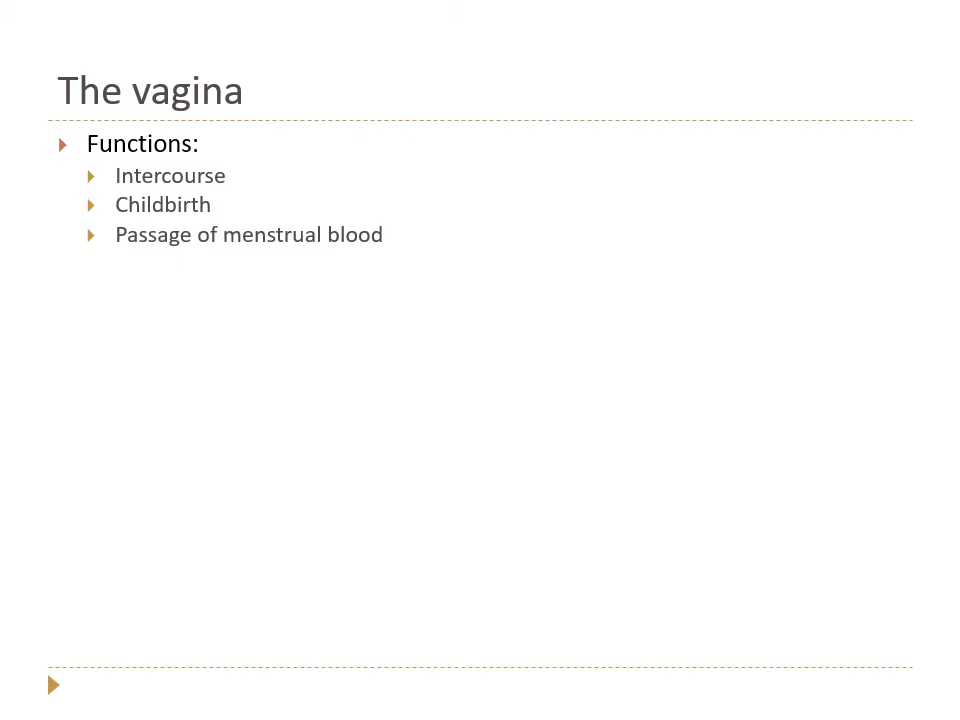 The vagina
Functions:
Intercourse
Childbirth
Passage of menstrual blood